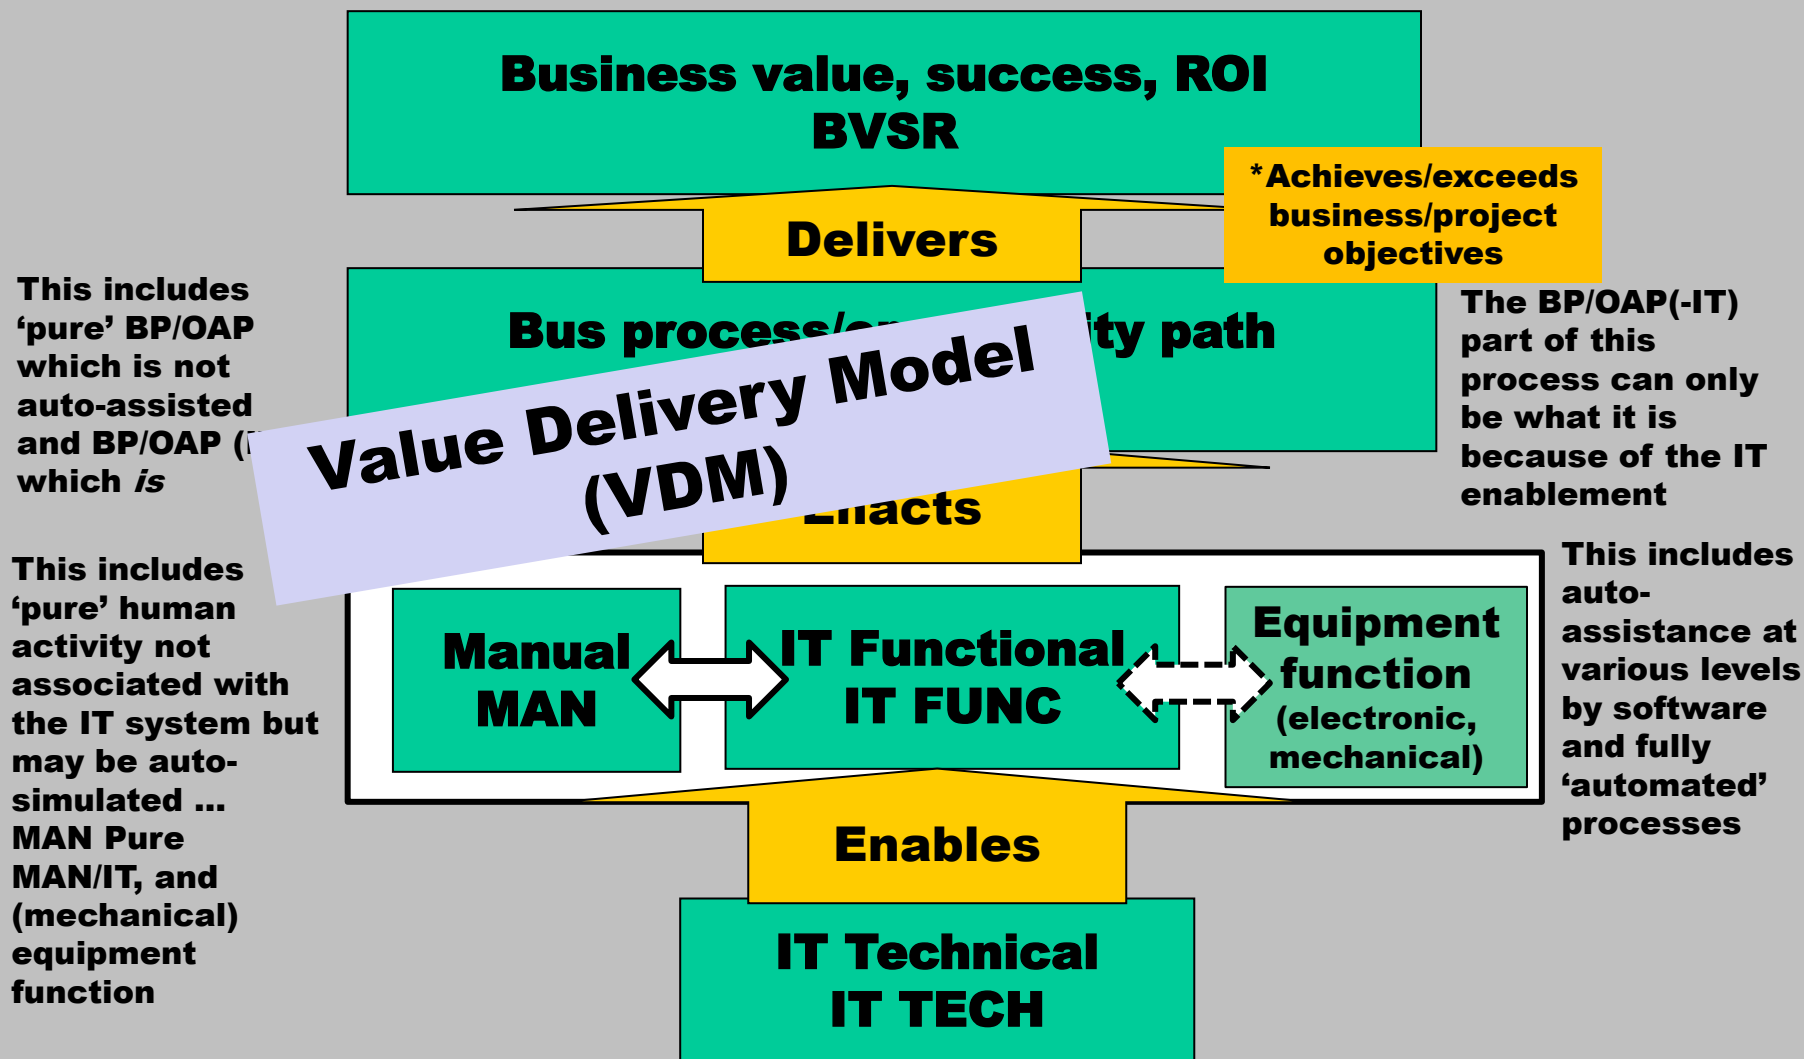 Business value, success, ROI
BVSR
*Achieves/exceeds
business/project
objectives
Delivers
This includes
‘pure’ BP/OAP
which is not
auto-assisted
and BP/OAP
which is
Bus process/ ity path
The BP/OAP(-IT)
part of this
process can only
be what it is
because of the IT
enablement
Value Delivery Model
(VDM)
Enacts
This includes
‘pure’ human
activity not
associated with
the IT system but
may be auto-
simulated ...
MAN Pure
MAN/IT, and
(mechanical)
equipment
function
Manual
MAN
IT Functional
IT FUNC
Equipment
function
(electronic,
mechanical)
This includes
auto-
assistance at
various levels
by software
and fully
‘automated’
processes
Enables
IT Technical
IT TECH